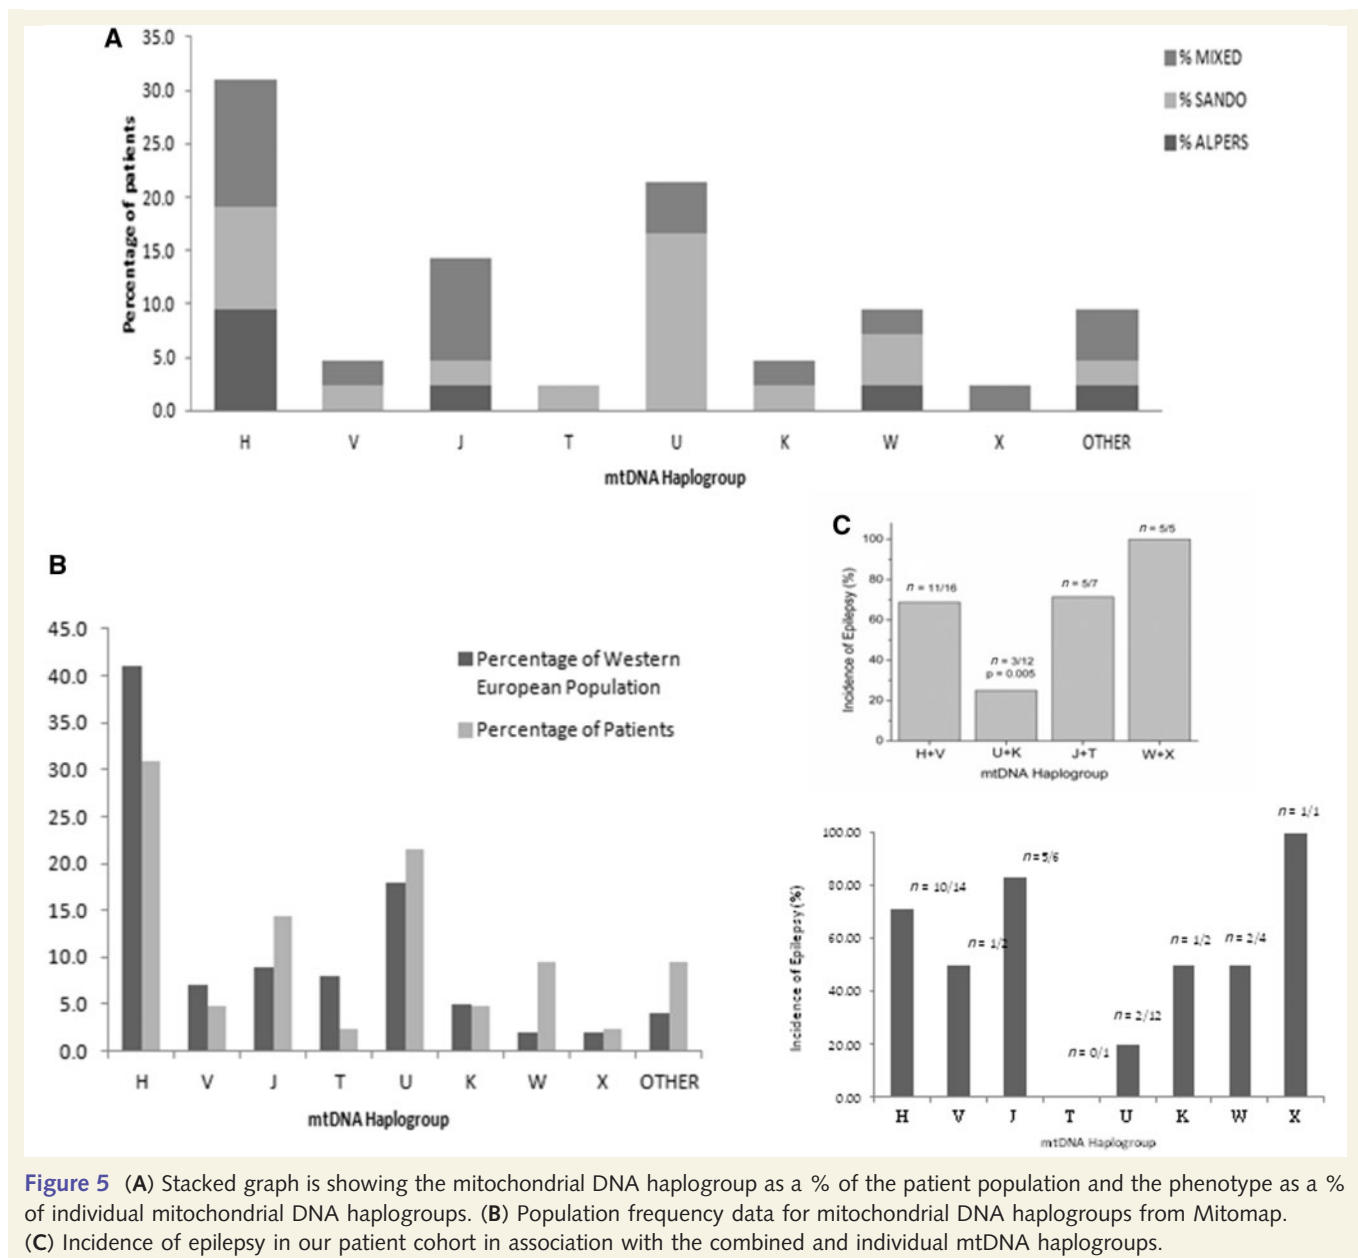 A
35.0
30.0
25.0
20.0
15.0
10.0
5.0
0.0
Percentage of patients
% MIXED
% SANDO
% ALPERS
H V J T U K W X OTHER
mtDNA Haplogroup
B
45.0
40.0
35.0
30.0
25.0
20.0
15.0
10.0
5.0
0.0
Percentage of Western
European Population
Percentage of Patients
H V J T U K W X OTHER
mtDNA Haplogroup
C
100
80
60
40
20
0
Incidence of Epilepsy (%)
n = 11/16
n = 3/12
p = 0.005
n = 5/7
n = 5/5
H+V U+K J+T W+X
mtDNA Haplogroup
100.00
80.00
60.00
40.00
20.00
0.00
Incidence of Epilepsy (%)
n = 10/14
n = 1/2
n = 5/6
n = 0/1
n = 2/12
n = 1/2
n = 2/4
n = 1/1
H V J T U K W X
mtDNA Haplogroup
Figure 5 (A) Stacked graph is showing the mitochondrial DNA haplogroup as a % of the patient population and the phenotype as a %
of individual mitochondrial DNA haplogroups. (B) Population frequency data for mitochondrial DNA haplogroups from Mitomap.
(C) Incidence of epilepsy in our patient cohort in association with the combined and individual mtDNA haplogroups.